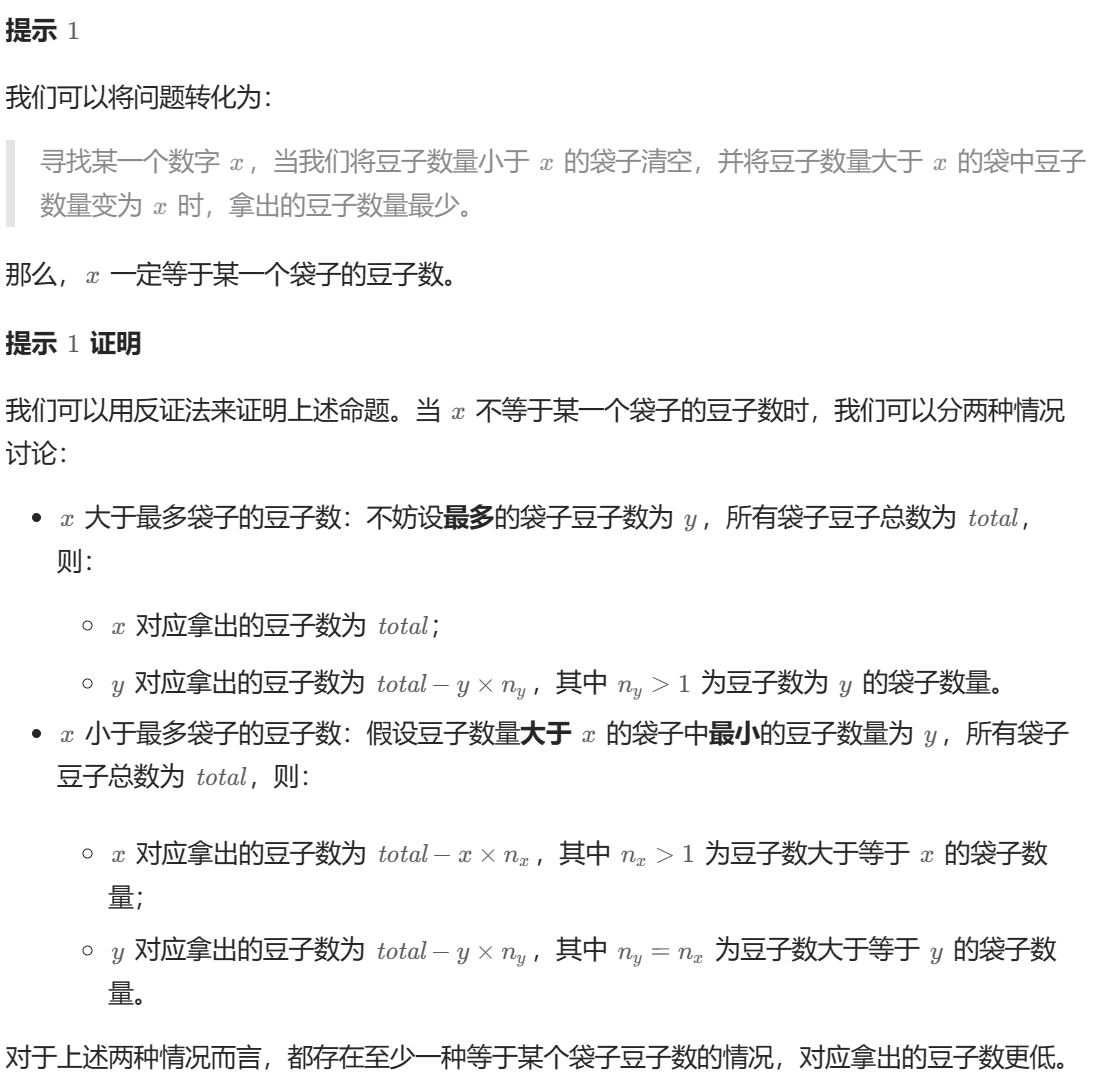 提示 1
我们可以将问题转化为：
寻找某一个数字 x，当我们将豆子数量小于 x 的袋子清空，并将豆子数量大于 x 的袋中豆子
数量变为 x 时，拿出的豆子数量最少。
那么，x 一定等于某一个袋子的豆子数。
提示 1 证明
我们可以用反证法来证明上述命题。当 x 不等于某一个袋子的豆子数时，我们可以分两种情况
讨论：
• x 大于最多袋子的豆子数：不妨设最多的袋子豆子数为 y，所有袋子豆子总数为 total，
则：
○ x 对应拿出的豆子数为 total；
○ y 对应拿出的豆子数为 total − y × n_y，其中 n_y > 1 为豆子数为 y 的袋子数量。
• x 小于最多袋子的豆子数：假设豆子数量大于 x 的袋子中最小的豆子数量为 y，所有袋子
豆子总数为 total，则：
○ x 对应拿出的豆子数为 total − x × n_x，其中 n_x > 1 为豆子数大于等于 x 的袋子数
量；
○ y 对应拿出的豆子数为 total − y × n_y，其中 n_y = n_x 为豆子数大于等于 y 的袋子数
量。
对于上述两种情况而言，都存在至少一种等于某个袋子豆子数的情况，对应拿出的豆子数更低。